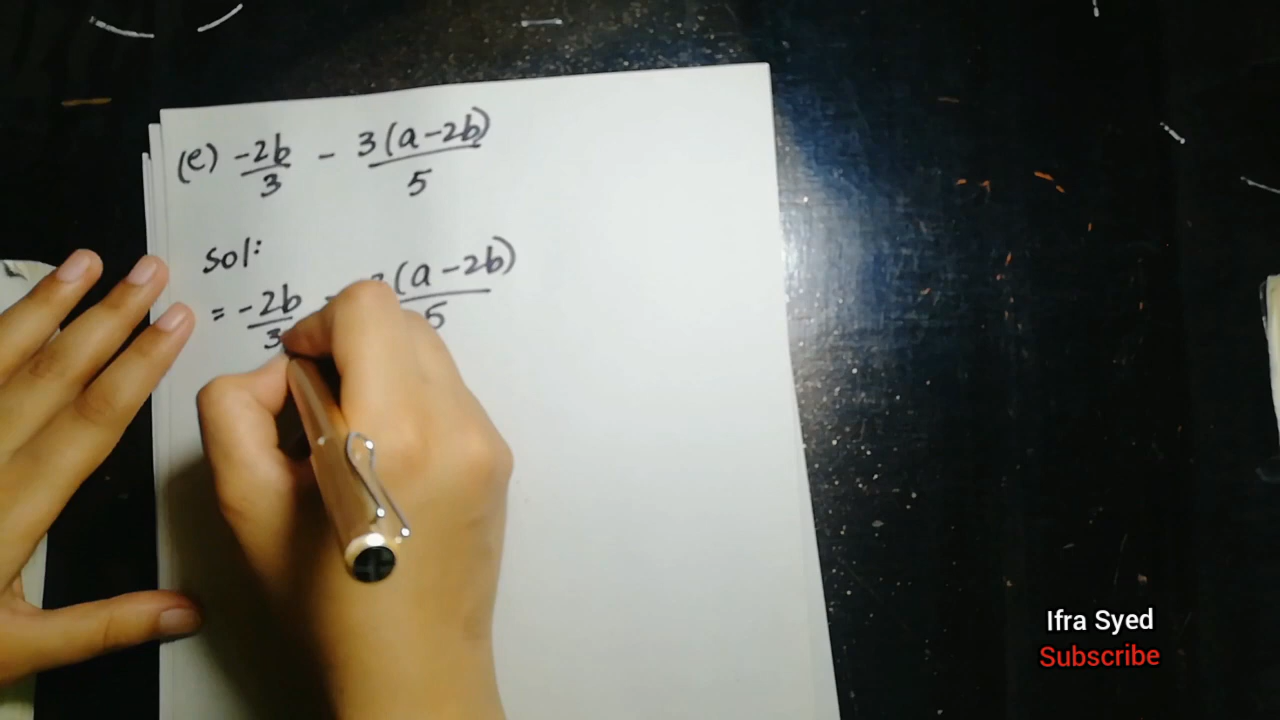 (e) -2b/3 - 3(a-2b)/5
Sol:
= -2b/3 - (a-2b)/5
Ifra Syed
Subscribe